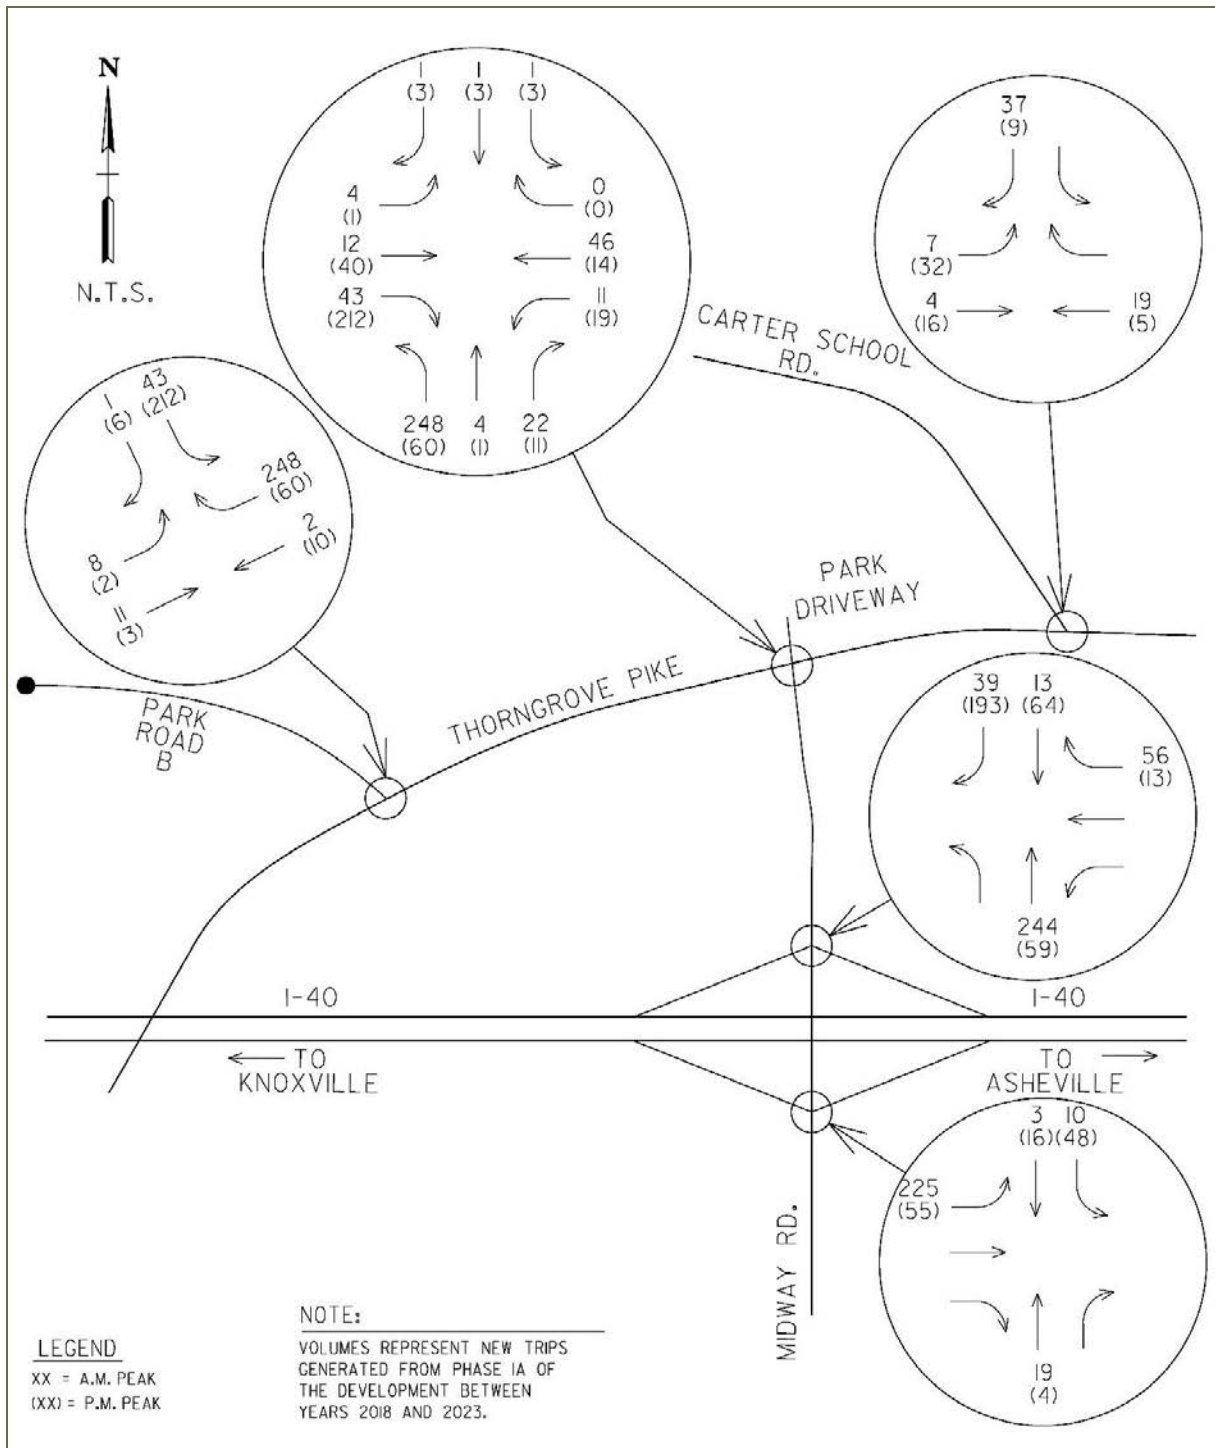 N
N.T.S.
1 1 1
(3) (3) (3)
4
(1)
0
(0)
12
(40)
46
(14)
43
(212)
11
(19)
248 4 22
(60) (1) (11)
37
(9)
7
(32)
4
(16)
19
(5)
CARTER SCHOOL
RD.
1 43
(6) (212)
248
(60)
2
(10)
8
(2)
11
(3)
PARK
DRIVEWAY
PARK
ROAD
B
THORNGROVE PIKE
39 13
(193) (64)
56
(13)
244
(59)
I-40 I-40
TO
KNOXVILLE
TO
ASHEVILLE
3 10
(16)(48)
225
(55)
19
(4)
MIDWAY RD.
LEGEND
XX = A.M. PEAK
(XX) = P.M. PEAK
NOTE:
VOLUMES REPRESENT NEW TRIPS
GENERATED FROM PHASE IA OF
THE DEVELOPMENT BETWEEN
YEARS 2018 AND 2023.